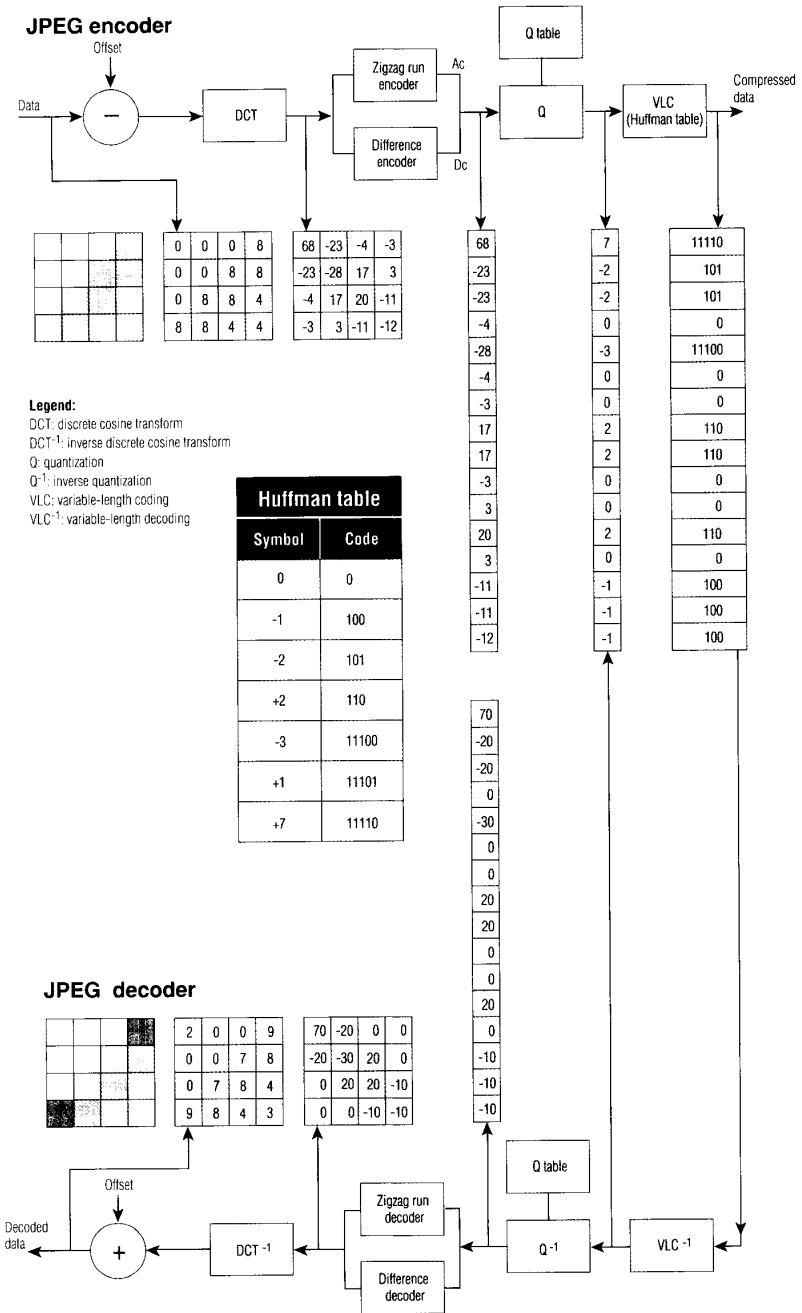 JPEG encoder
Offset
Data
−
DCT
Zigzag run
encoder
Difference
encoder
Ac
Dc
Q table
Q
VLC
(Huffman table)
Compressed
data
0 0 0 8
0 0 8 8
0 8 8 4
8 8 4 4
68 -23 -4 -3
-23 -28 17 3
-4 17 20 -11
-3 3 -11 -12
68
-23
-23
-4
-28
-4
-3
17
17
-3
3
20
3
-11
-11
-12
7
-2
-2
0
-3
0
0
2
2
0
0
2
0
-1
-1
-1
11110
101
101
0
11100
0
0
110
110
0
0
110
0
100
100
100
Legend:
DCT: discrete cosine transform
DCT-1: inverse discrete cosine transform
Q: quantization
Q-1: inverse quantization
VLC: variable-length coding
VLC-1: variable-length decoding
Huffman table
Symbol Code
0 0
-1 100
-2 101
+2 110
-3 11100
+1 11101
+7 11110
70
-20
-20
0
-30
0
0
20
20
0
0
20
0
-10
-10
-10
JPEG decoder
2 0 0 9
0 0 7 8
0 7 8 4
9 8 4 3
70 -20 0 0
-20 -30 20 0
0 20 20 -10
0 0 -10 -10
Offset
Decoded
data
+
DCT -1
Zigzag run
decoder
Difference
decoder
Q table
Q -1
VLC -1